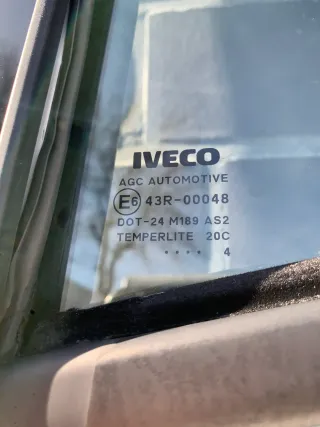 IVECO
AGC AUTOMOTIVE
E6 43R-00048
DOT-24 M189 AS2
TEMPERLITE 20C
···· 4